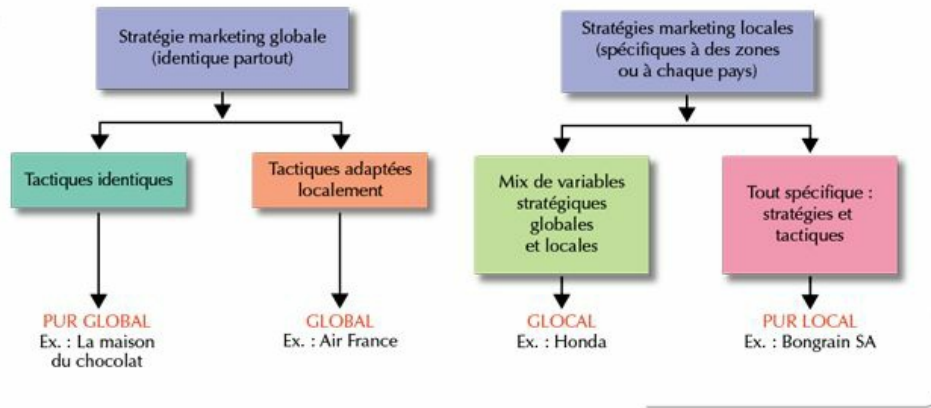 Stratégie marketing globale
(identique partout)
Stratégies marketing locales
(spécifiques à des zones
ou à chaque pays)
Tactiques identiques
Tactiques adaptées
localement
Mix de variables
stratégiques
globales
et locales
Tout spécifique :
stratégies et
tactiques
PUR GLOBAL
Ex. : La maison
du chocolat
GLOBAL
Ex. : Air France
GLOCAL
Ex. : Honda
PUR LOCAL
Ex. : Bongrain SA